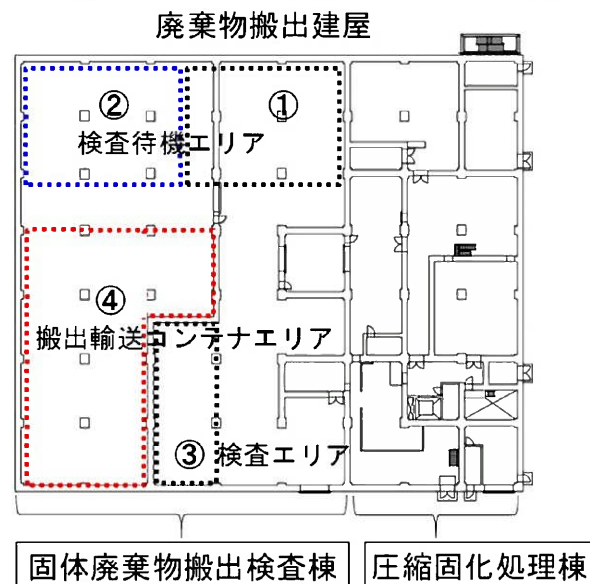 廃棄物搬出建屋
② ①
検査待機エリア
④
搬出輸送コンテナエリア
③ 検査エリア
固体廃棄物搬出検査棟 圧縮固化処理棟